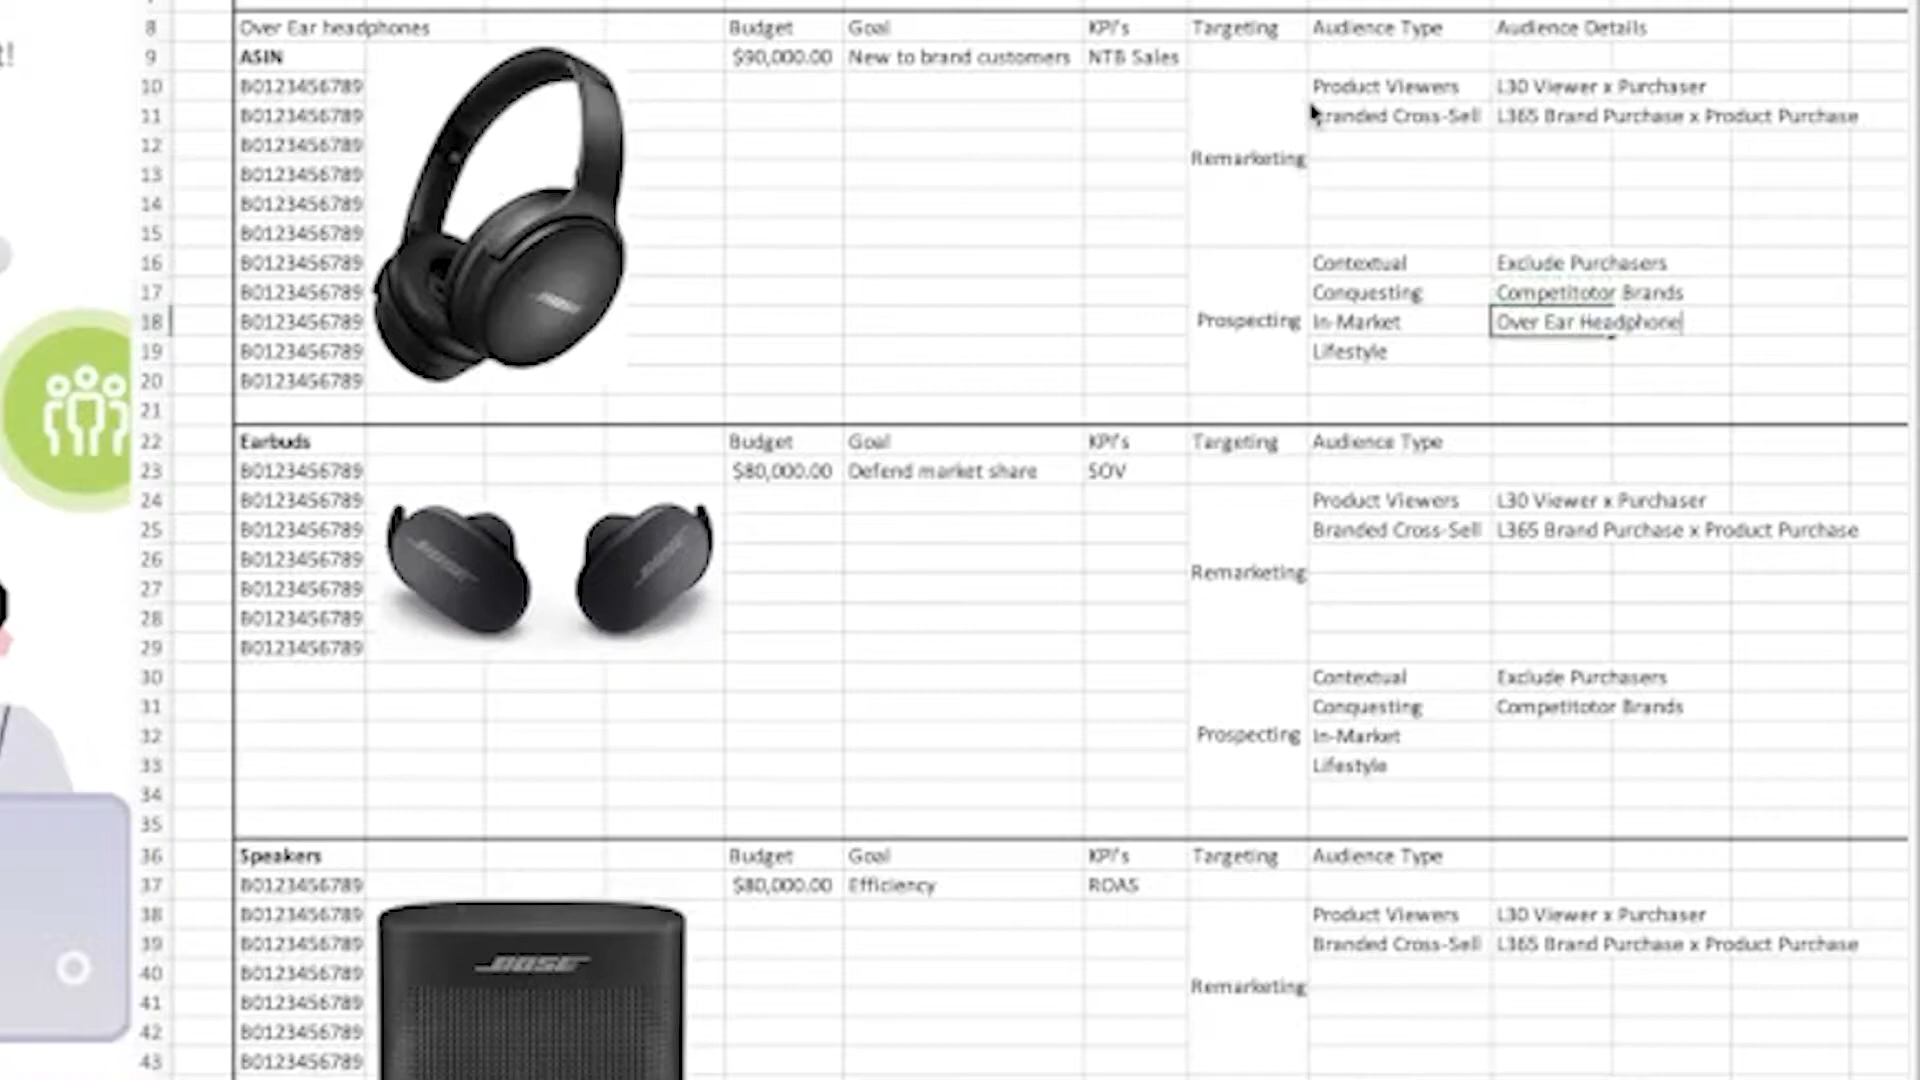 t!
8 Over Ear headphones Budget Goal KPI's Targeting Audience Type Audience Details
9 ASIN $90,000.00 New to brand customers NTB Sales
10 B0123456789 Product Viewers L30 Viewer x Purchaser
11 B0123456789 Branded Cross-Sell L365 Brand Purchase x Product Purchase
12 B0123456789
Remarketing
13 B0123456789
14 B0123456789
15 B0123456789
16 B0123456789 Contextual Exclude Purchasers
17 B0123456789 Conquesting Competitotor Brands
BOSE
18 B0123456789 Prospecting In-Market Over Ear Headphone
19 B0123456789 Lifestyle
20 B0123456789
21
22 Earbuds Budget Goal KPI's Targeting Audience Type
23 B0123456789 $80,000.00 Defend market share SOV
24 B0123456789 Product Viewers L30 Viewer x Purchaser
25 B0123456789 Branded Cross-Sell L365 Brand Purchase x Product Purchase
BOSE BOSE
26 B0123456789
Remarketing
27 B0123456789
28 B0123456789
29 B0123456789
30 Contextual Exclude Purchasers
31 Conquesting Competitotor Brands
32 Prospecting In-Market
33 Lifestyle
34
35
36 Speakers Budget Goal KPI's Targeting Audience Type
37 B0123456789 $80,000.00 Efficiency ROAS
38 B0123456789 Product Viewers L30 Viewer x Purchaser
39 B0123456789 Branded Cross-Sell L365 Brand Purchase x Product Purchase
BOSE
40 B0123456789
Remarketing
41 B0123456789
42 B0123456789
43 B0123456789